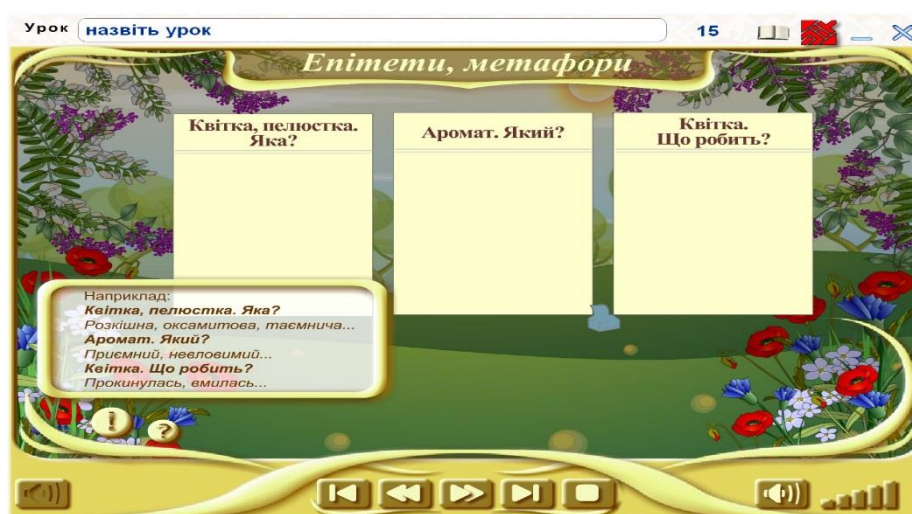 Урок назвіть урок 15
Епітети, метафори
Квітка, пелюстка.
Яка?
Аромат. Який?
Квітка.
Що робить?
Наприклад:
Квітка, пелюстка. Яка?
Розкішна, оксамитова, таємнича...
Аромат. Який?
Приємний, невловимий...
Квітка. Що робить?
Прокинулась, вмилась...
! ?